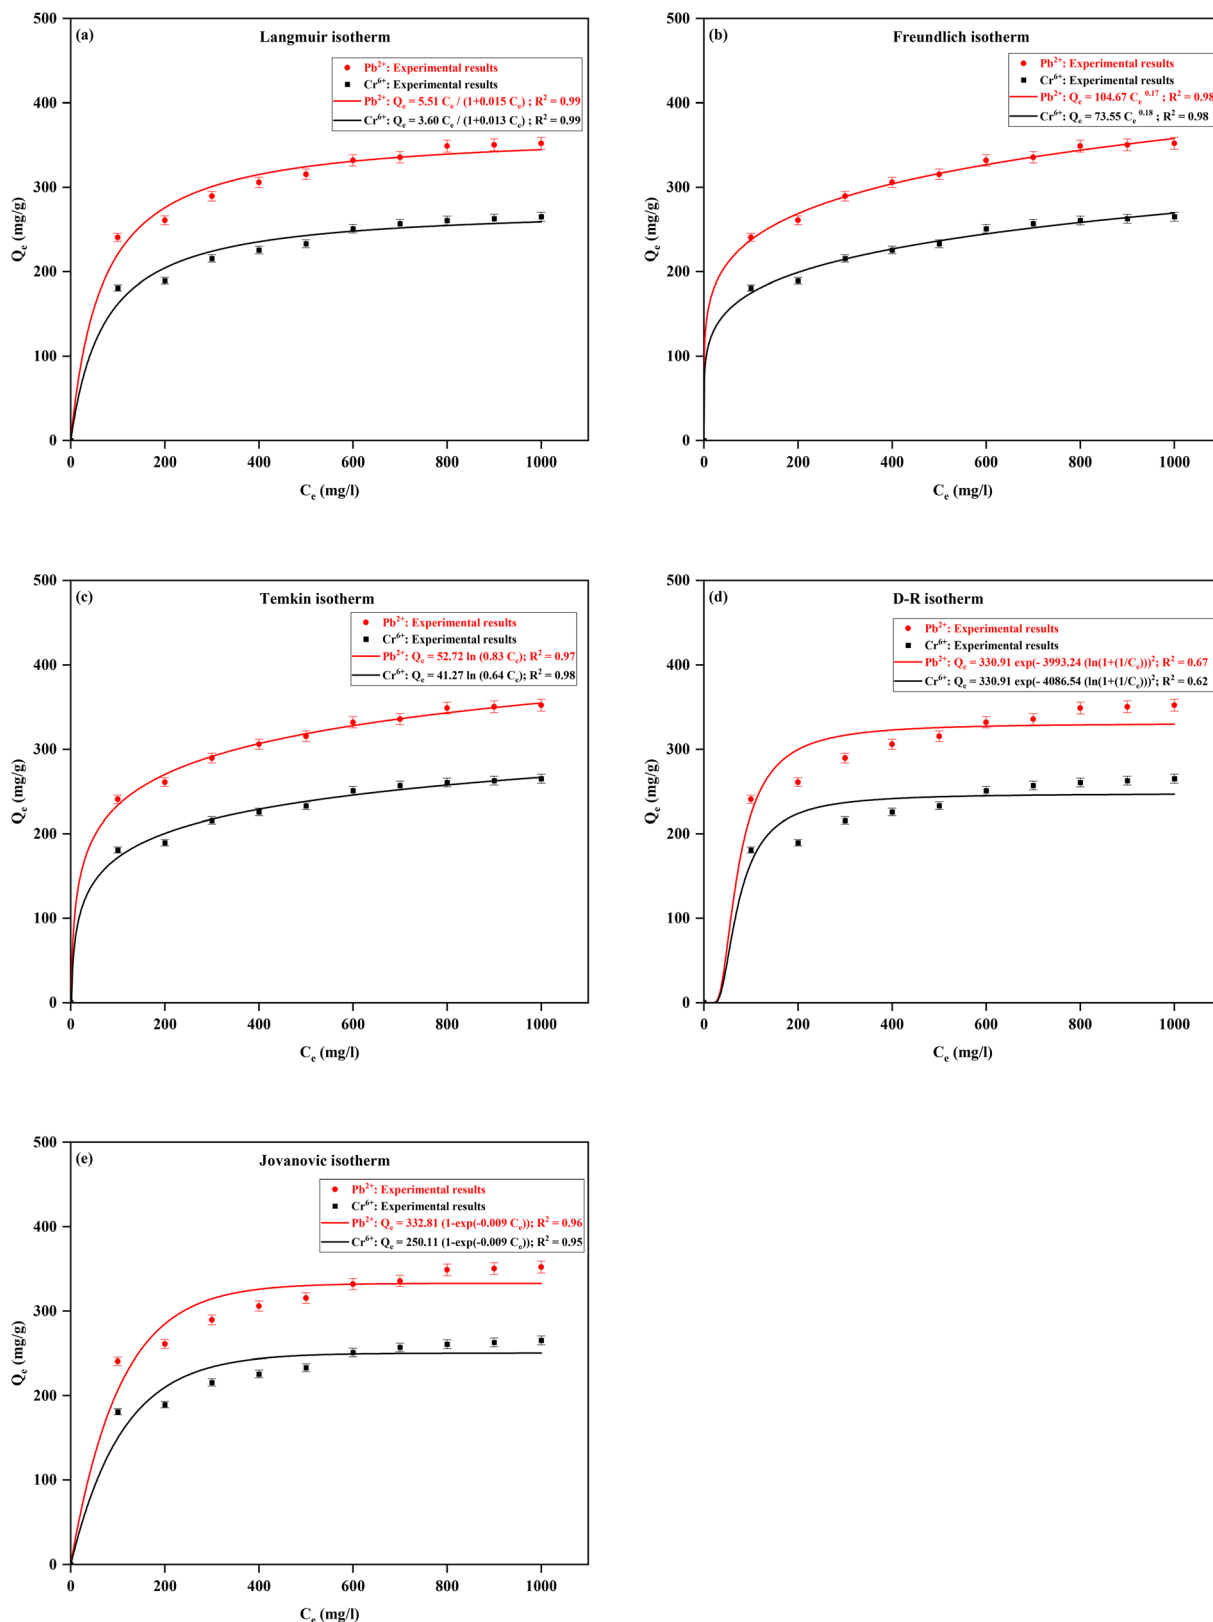 (a)
Langmuir isotherm
Pb²⁺: Experimental results
Cr⁶⁺: Experimental results
Pb²⁺: Qₑ = 5.51 Cₑ / (1+0.015 Cₑ) ; R² = 0.99
Cr⁶⁺: Qₑ = 3.60 Cₑ / (1+0.013 Cₑ) ; R² = 0.99
500
400
300
200
100
0
Qₑ (mg/g)
0 200 400 600 800 1000
Cₑ (mg/l)
(b)
Freundlich isotherm
Pb²⁺: Experimental results
Cr⁶⁺: Experimental results
Pb²⁺: Qₑ = 104.67 Cₑ ⁰·¹⁷ ; R² = 0.98
Cr⁶⁺: Qₑ = 73.55 Cₑ ⁰·¹⁸ ; R² = 0.98
500
400
300
200
100
0
Qₑ (mg/g)
0 200 400 600 800 1000
Cₑ (mg/l)
(c)
Temkin isotherm
Pb²⁺: Experimental results
Cr⁶⁺: Experimental results
Pb²⁺: Qₑ = 52.72 ln (0.83 Cₑ); R² = 0.97
Cr⁶⁺: Qₑ = 41.27 ln (0.64 Cₑ); R² = 0.98
500
400
300
200
100
0
Qₑ (mg/g)
0 200 400 600 800 1000
Cₑ (mg/l)
(d)
D-R isotherm
Pb²⁺: Experimental results
Cr⁶⁺: Experimental results
Pb²⁺: Qₑ = 330.91 exp(- 3993.24 (ln(1+(1/Cₑ)))²; R² = 0.67
Cr⁶⁺: Qₑ = 330.91 exp(- 4086.54 (ln(1+(1/Cₑ)))²; R² = 0.62
500
400
300
200
100
0
Qₑ (mg/g)
0 200 400 600 800 1000
Cₑ (mg/l)
(e)
Jovanovic isotherm
Pb²⁺: Experimental results
Cr⁶⁺: Experimental results
Pb²⁺: Qₑ = 332.81 (1-exp(-0.009 Cₑ)); R² = 0.96
Cr⁶⁺: Qₑ = 250.11 (1-exp(-0.009 Cₑ)); R² = 0.95
500
400
300
200
100
0
Qₑ (mg/g)
0 200 400 600 800 1000
Cₑ (mg/l)